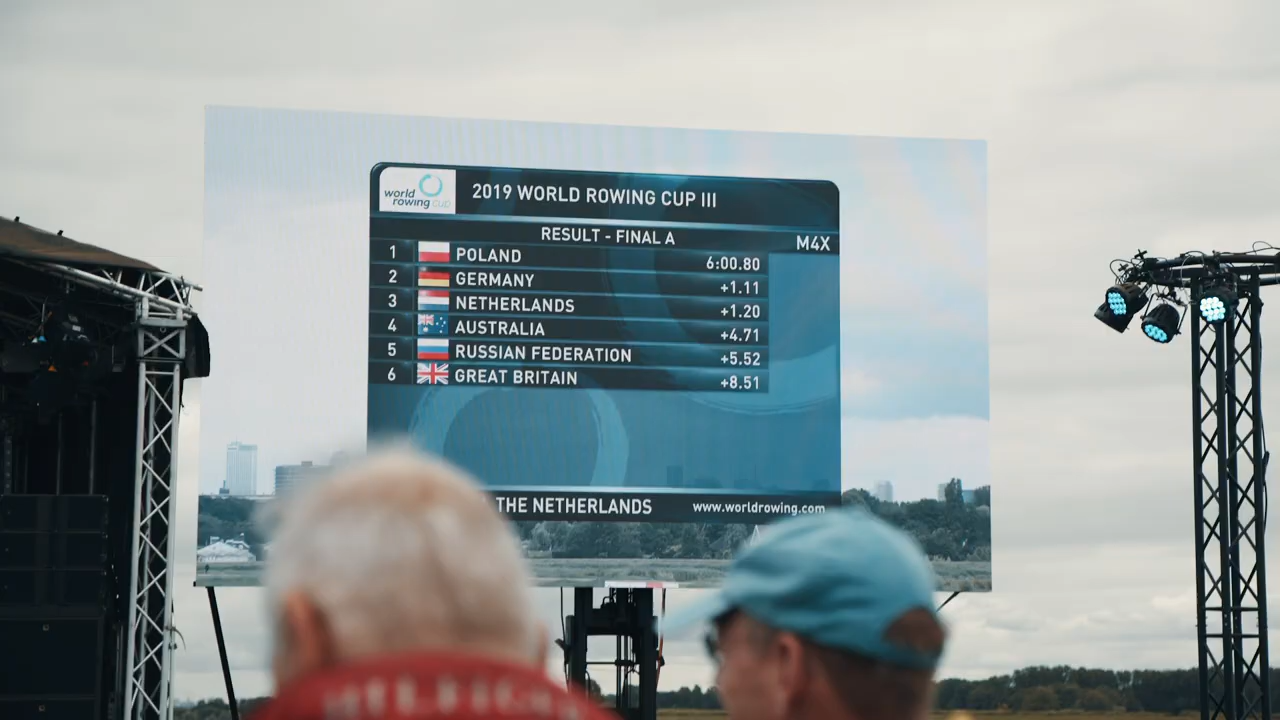 world
rowing cup
2019 WORLD ROWING CUP III
RESULT - FINAL A
M4X
1 POLAND 6:00.80
2 GERMANY +1.11
3 NETHERLANDS +1.20
4 AUSTRALIA +4.71
5 RUSSIAN FEDERATION +5.52
6 GREAT BRITAIN +8.51
THE NETHERLANDS www.worldrowing.com